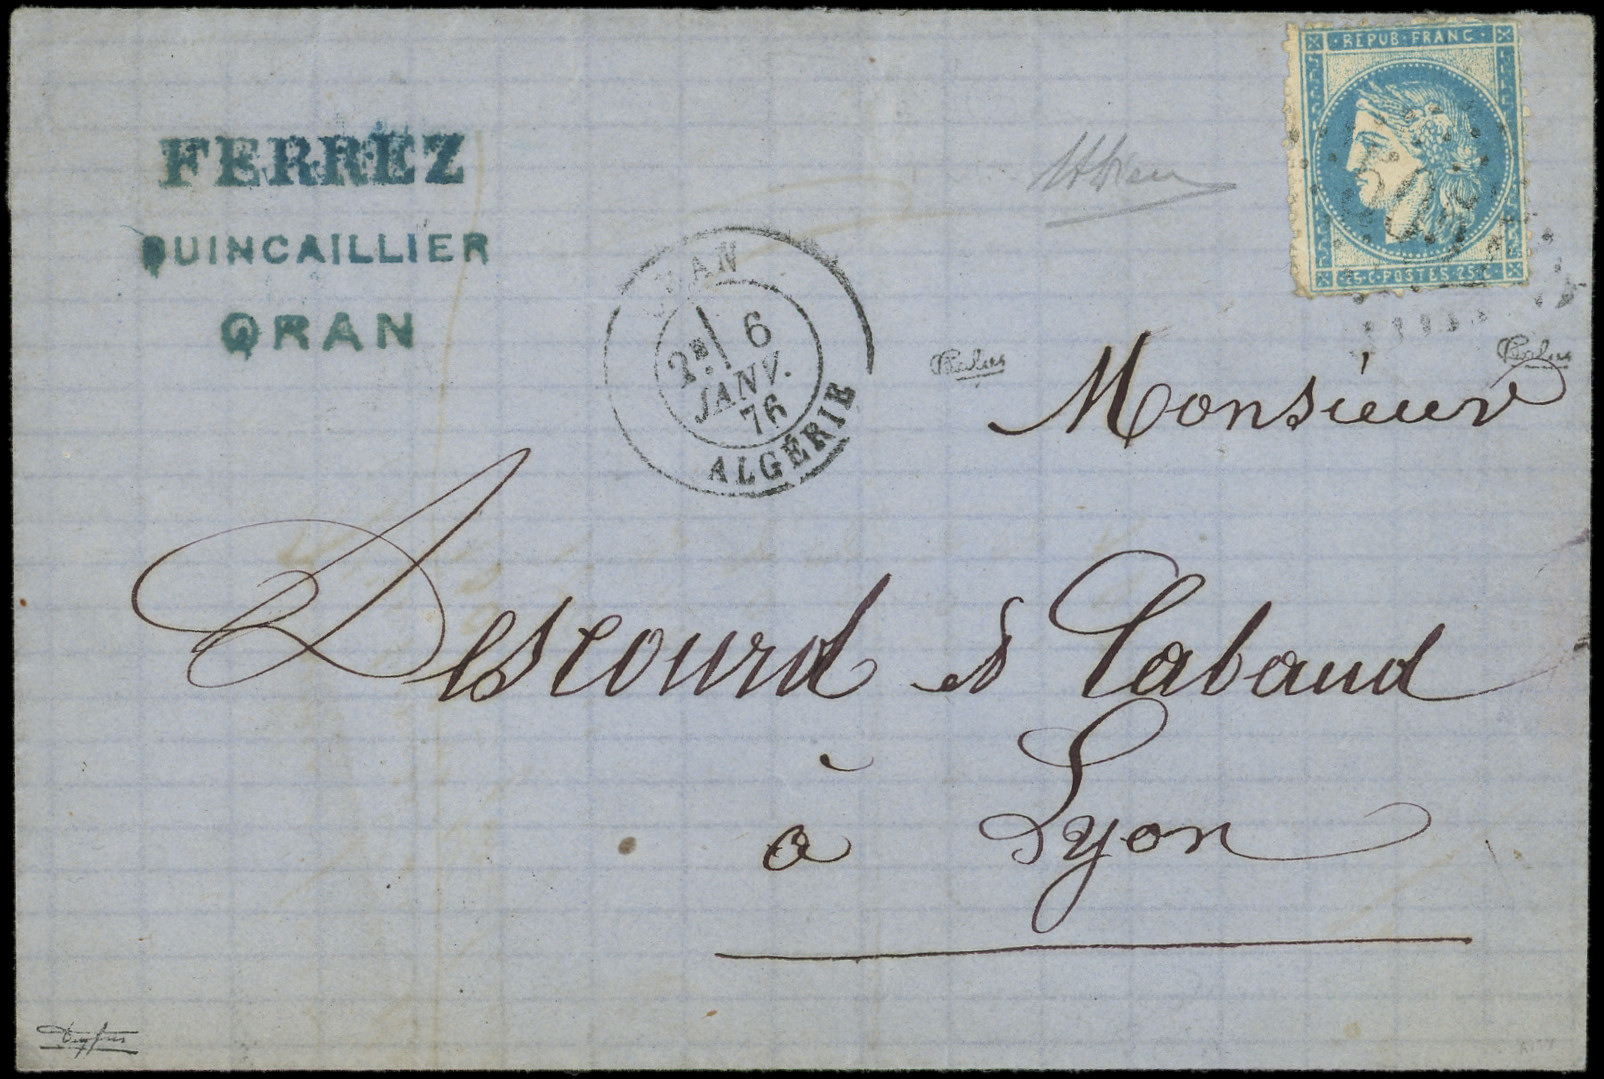 FERREZ
QUINCAILLIER
ORAN
REPUB·FRANC·
25·C·POSTES·25·C
ORAN
2ᵉ 6
JANV.
76
ALGÉRIE
Monsieur
Descourd & Cabaud
à Lyon